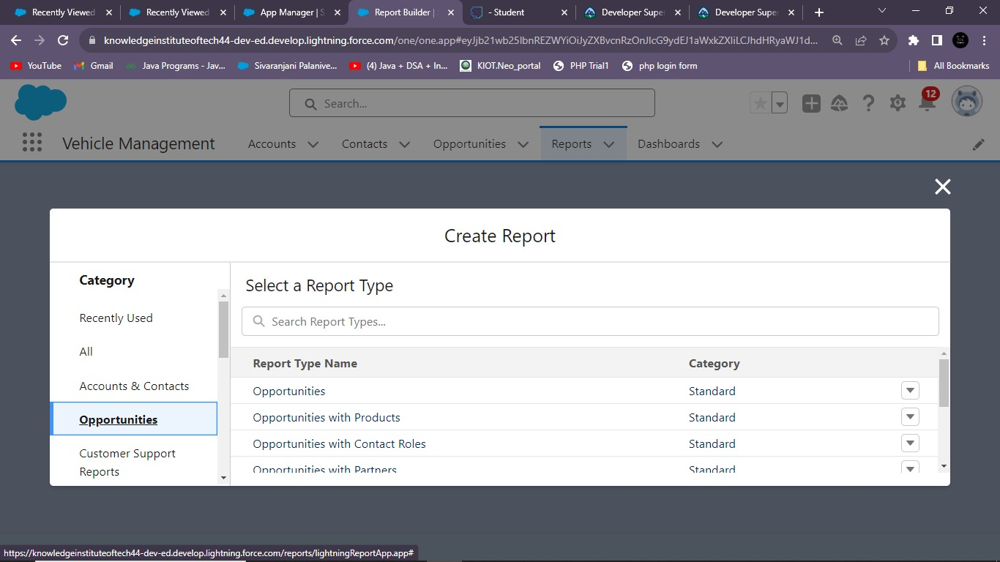 Recently Viewed
Recently Viewed
App Manager | S
Report Builder |
- Student
Developer Super
Developer Super
knowledgeinstituteoftech44-dev-ed.develop.lightning.force.com/one/one.app#eyJjb21wb25lbnREZWYiOiJyZXBvcnRzOnJlcG9ydEJ1aWxkZXIiLCJhdHRyaWJ1d...
YouTube
Gmail
Java Programs - Jav...
Sivaranjani Palanive...
(4) Java + DSA + In...
KIOT.Neo_portal
PHP Trial1
php login form
All Bookmarks
Search...
12
Vehicle Management
Accounts
Contacts
Opportunities
Reports
Dashboards
Create Report
Category
Recently Used
All
Accounts & Contacts
Opportunities
Customer Support
Reports
Select a Report Type
Search Report Types...
Report Type Name Category
Opportunities Standard
Opportunities with Products Standard
Opportunities with Contact Roles Standard
Opportunities with Partners Standard
https://knowledgeinstituteoftech44-dev-ed.develop.lightning.force.com/reports/lightningReportApp.app#